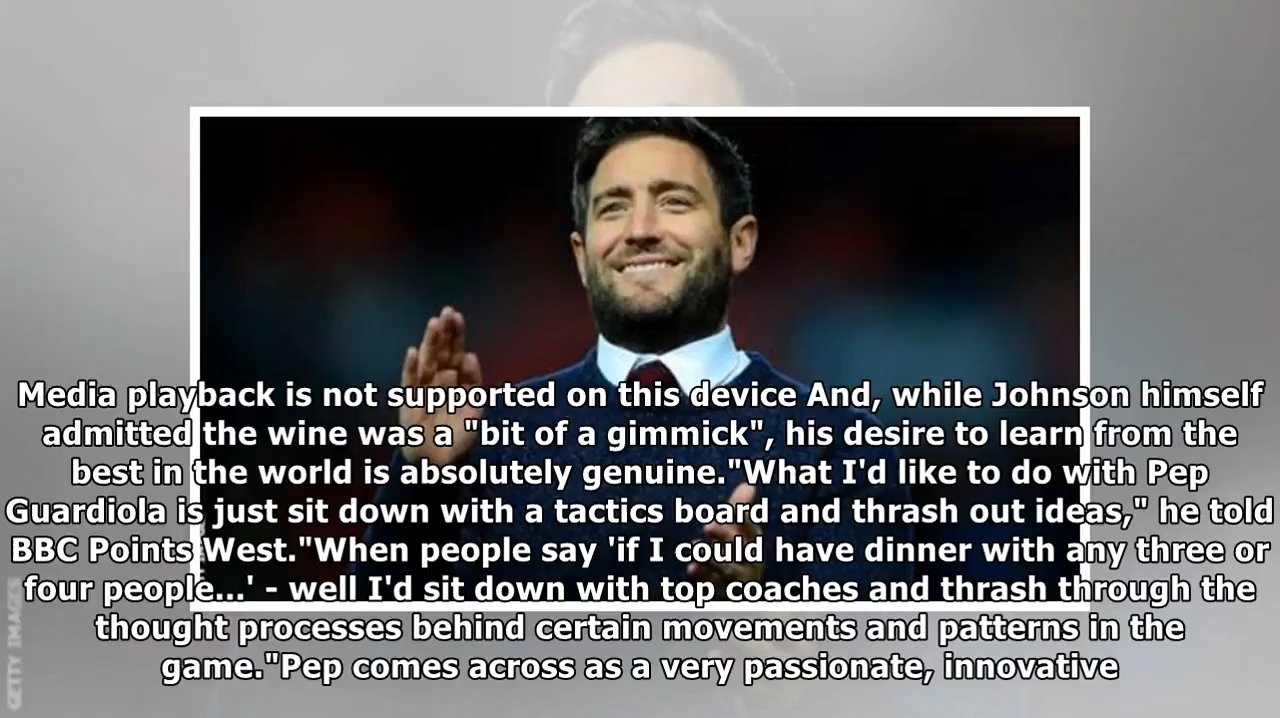 Media playback is not supported on this device And, while Johnson himself
admitted the wine was a "bit of a gimmick", his desire to learn from the
best in the world is absolutely genuine."What I'd like to do with Pep
Guardiola is just sit down with a tactics board and thrash out ideas," he told
BBC Points West."When people say 'if I could have dinner with any three or
four people...' - well I'd sit down with top coaches and thrash through the
thought processes behind certain movements and patterns in the
game."Pep comes across as a very passionate, innovative
GETTY IMAGES